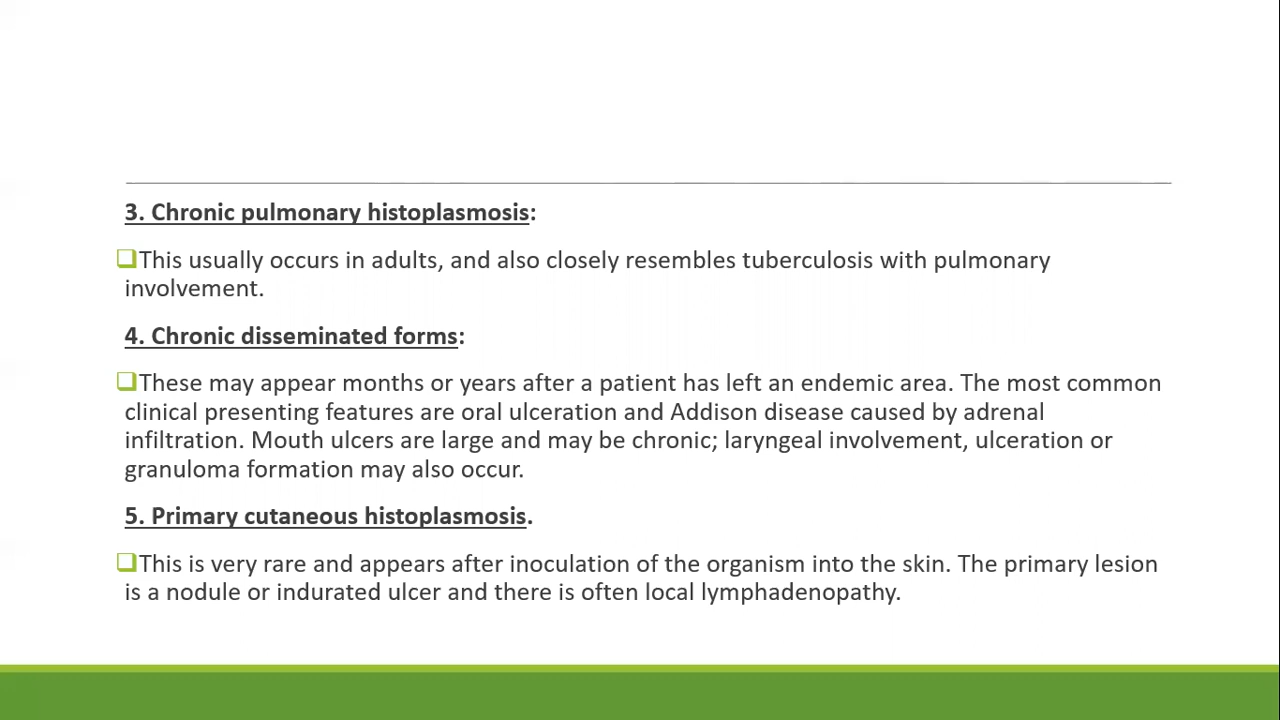 3. Chronic pulmonary histoplasmosis:
❑This usually occurs in adults, and also closely resembles tuberculosis with pulmonary
involvement.
4. Chronic disseminated forms:
❑These may appear months or years after a patient has left an endemic area. The most common
clinical presenting features are oral ulceration and Addison disease caused by adrenal
infiltration. Mouth ulcers are large and may be chronic; laryngeal involvement, ulceration or
granuloma formation may also occur.
5. Primary cutaneous histoplasmosis.
❑This is very rare and appears after inoculation of the organism into the skin. The primary lesion
is a nodule or indurated ulcer and there is often local lymphadenopathy.